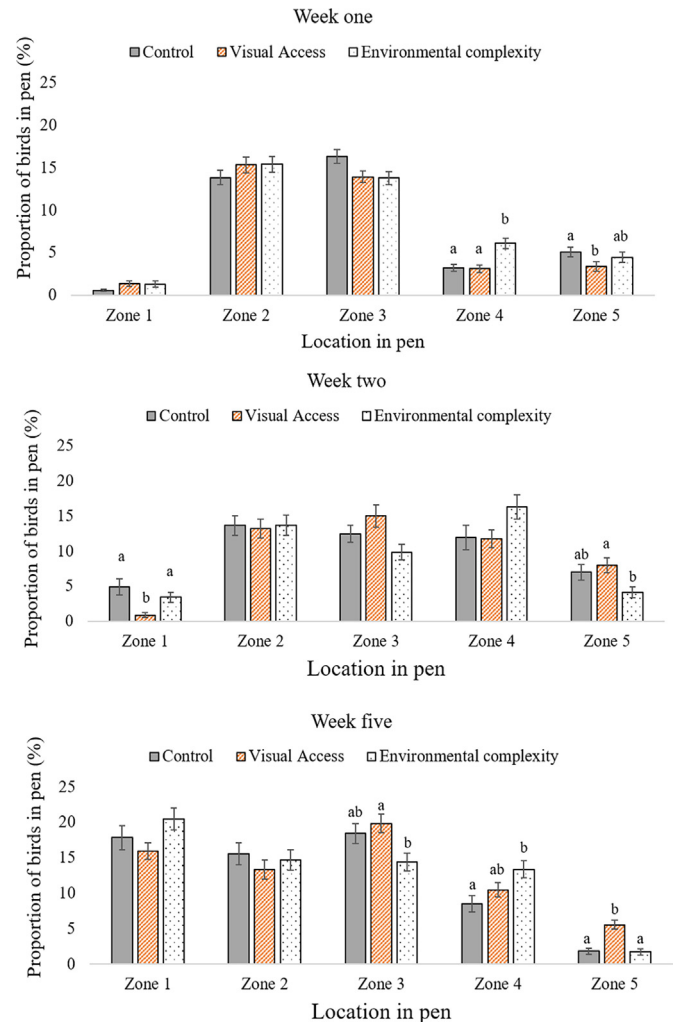 Week one
Control Visual Access Environmental complexity
Proportion of birds in pen (%)
25
20
15
10
5
0
a a b
a b ab
Zone 1 Zone 2 Zone 3 Zone 4 Zone 5
Location in pen
Week two
Control Visual Access Environmental complexity
Proportion of birds in pen (%)
25
20
15
10
5
0
a b a
ab a b
Zone 1 Zone 2 Zone 3 Zone 4 Zone 5
Location in pen
Week five
Control Visual Access Environmental complexity
Proportion of birds in pen (%)
25
20
15
10
5
0
ab a b
a ab b
a b a
Zone 1 Zone 2 Zone 3 Zone 4 Zone 5
Location in pen